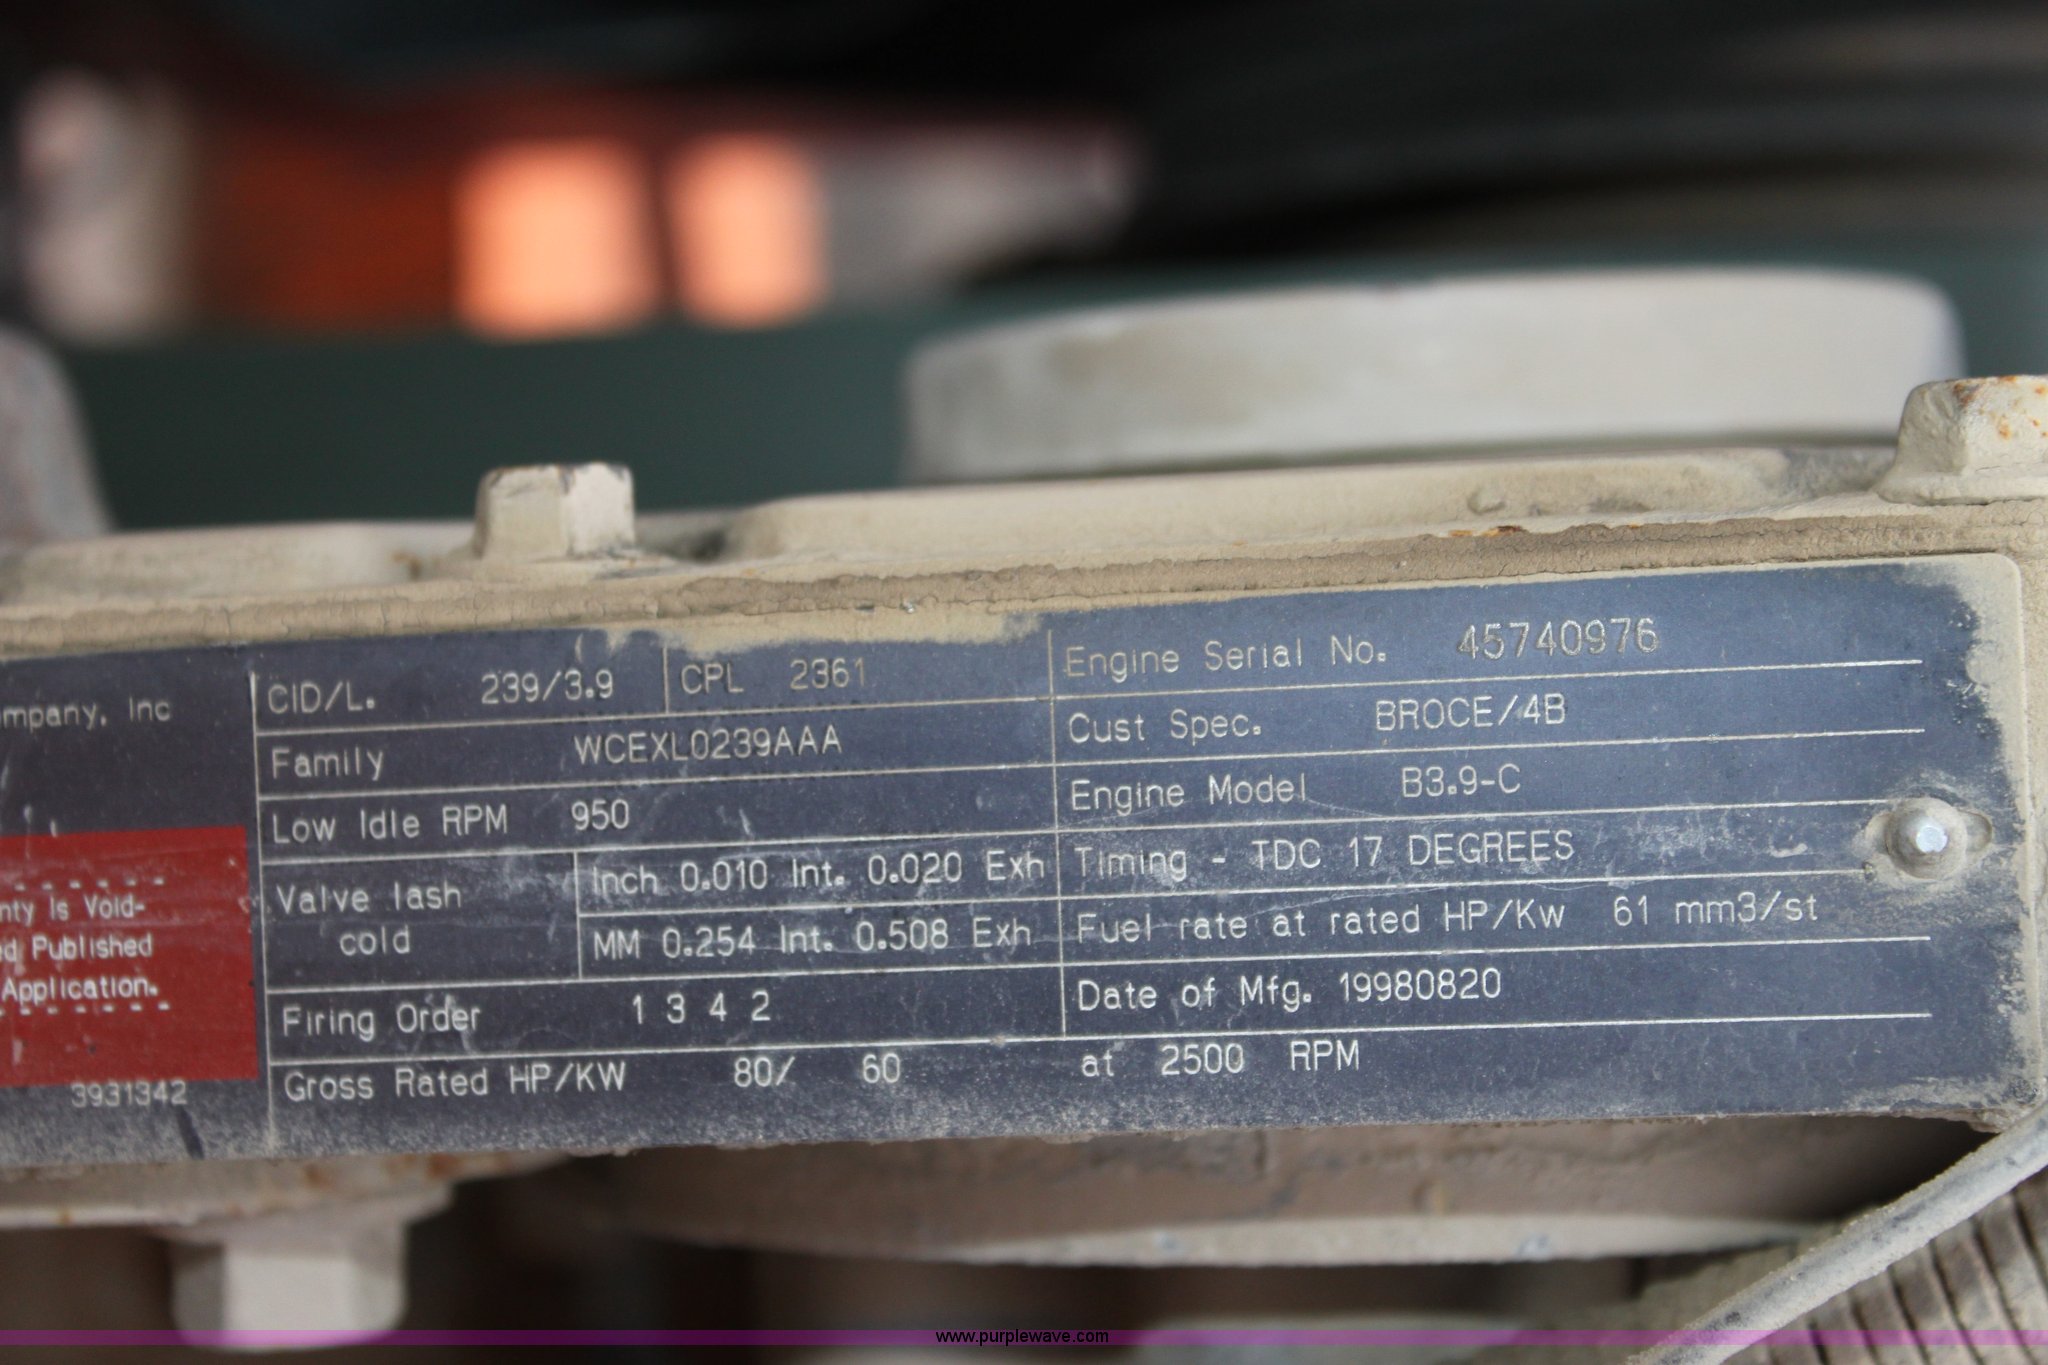 mpany, Inc
CID/L. 239/3.9 CPL 2361
Family WCEXL0239AAA
Low Idle RPM 950
Valve lash cold
Inch 0.010 Int. 0.020 Exh
MM 0.254 Int. 0.508 Exh
Firing Order 1 3 4 2
Gross Rated HP/KW 80/ 60 at 2500 RPM
Engine Serial No. 45740976
Cust Spec. BROCE/4B
Engine Model B3.9-C
Timing - TDC 17 DEGREES
Fuel rate at rated HP/Kw 61 mm3/st
Date of Mfg. 19980820
nty Is Void-
ed Published
Application.
3931342
www.purplewave.com